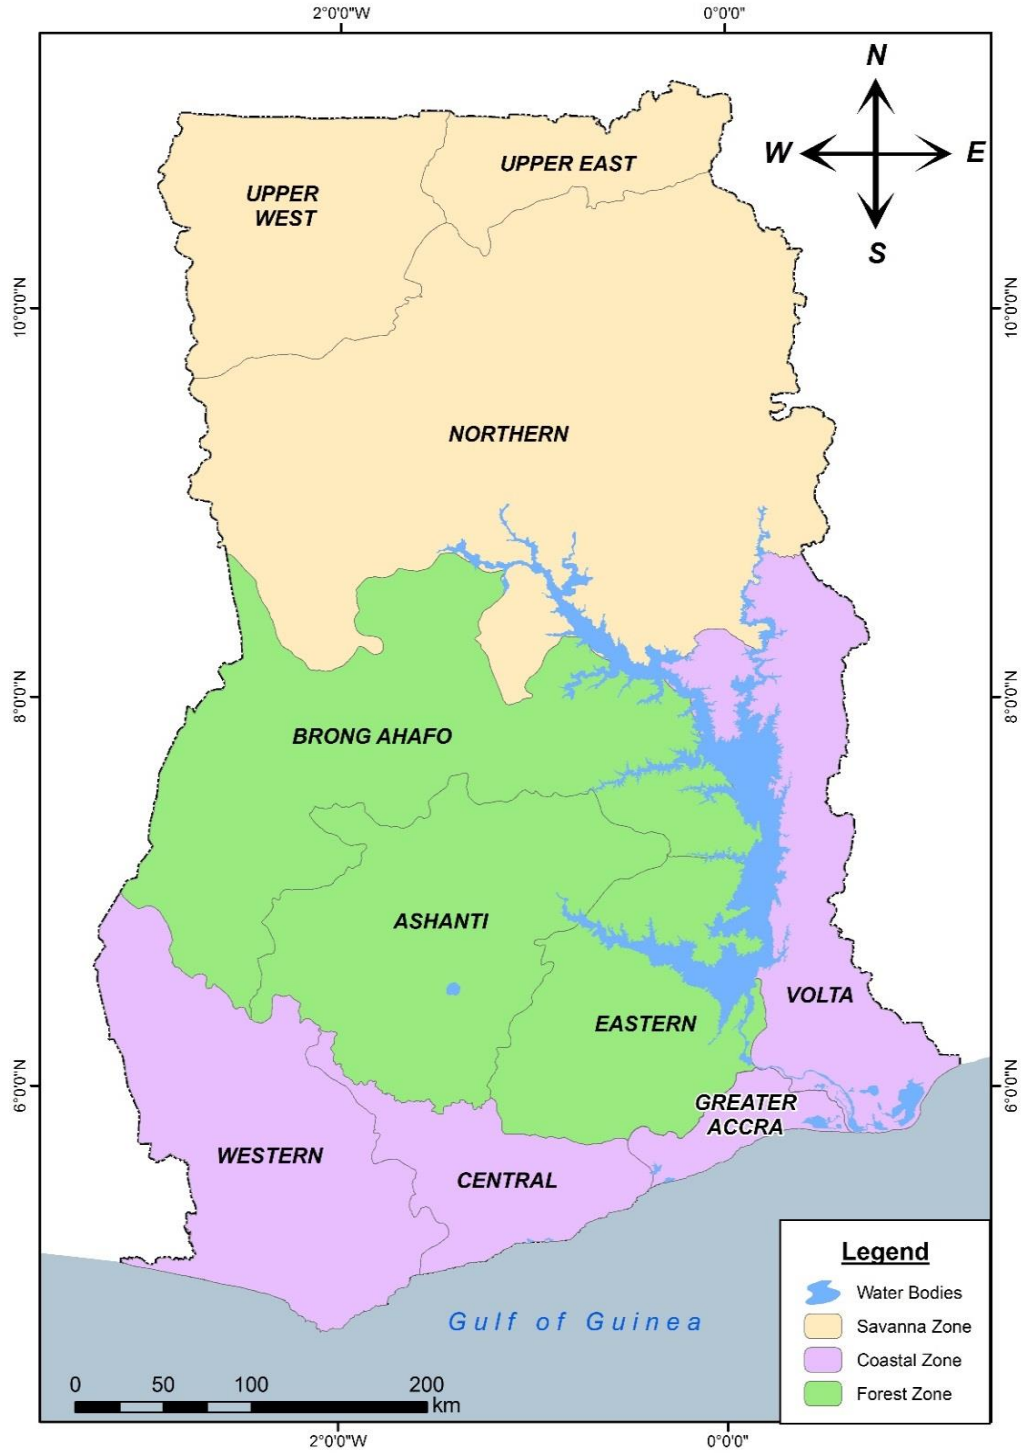 2°0'0"W
0°0'0"
N
W
E
S
UPPER EAST
UPPER
WEST
10°0'0"N
10°0'0"N
NORTHERN
8°0'0"N
8°0'0"N
BRONG AHAFO
ASHANTI
VOLTA
EASTERN
6°0'0"N
6°0'0"N
GREATER
ACCRA
WESTERN
CENTRAL
Gulf of Guinea
Legend
Water Bodies
Savanna Zone
Coastal Zone
Forest Zone
0 50 100 200
km
2°0'0"W
0°0'0"